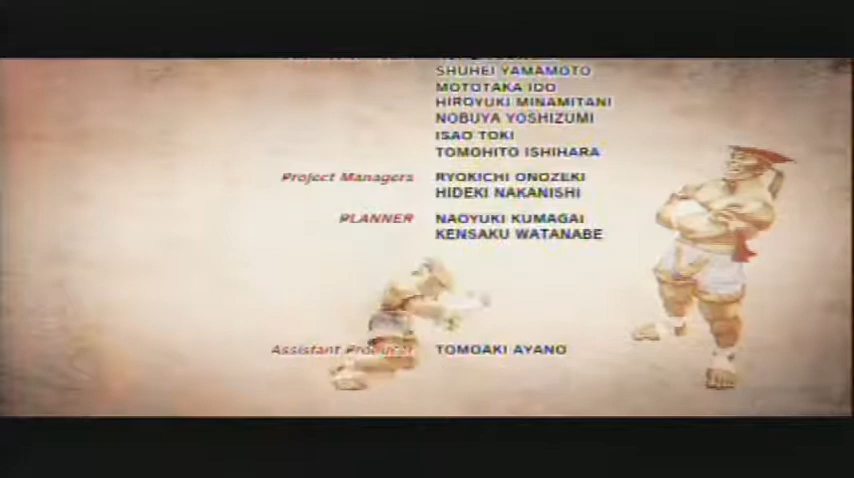 SHUHEI YAMAMOTO
MOTOTAKA IDO
HIROYUKI MINAMITANI
NOBUYA YOSHIZUMI
ISAO TOKI
TOMOHITO ISHIHARA
Project Managers RYOKICHI ONOZEKI
HIDEKI NAKANISHI
PLANNER NAOYUKI KUMAGAI
KENSAKU WATANABE
Assistant Producer TOMOAKI AYANO